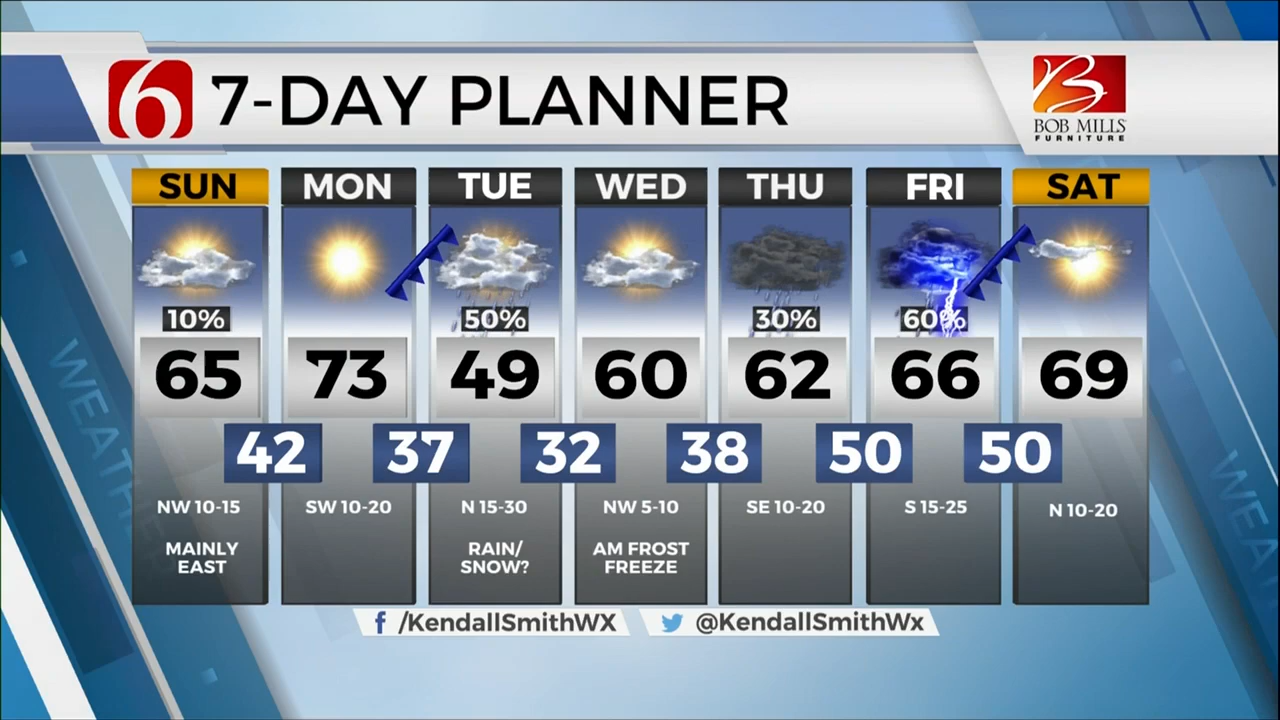 6 7-DAY PLANNER
B
BOB MILLS
FURNITURE
SUN MON TUE WED THU FRI SAT
10% 50% 30% 60%
65 73 49 60 62 66 69
42 37 32 38 50 50
NW 10-15 SW 10-20 N 15-30 NW 5-10 SE 10-20 S 15-25 N 10-20
MAINLY RAIN/ AM FROST
EAST SNOW? FREEZE
f /KendallSmithWX @KendallSmithWx
WEATHER
WEATHER